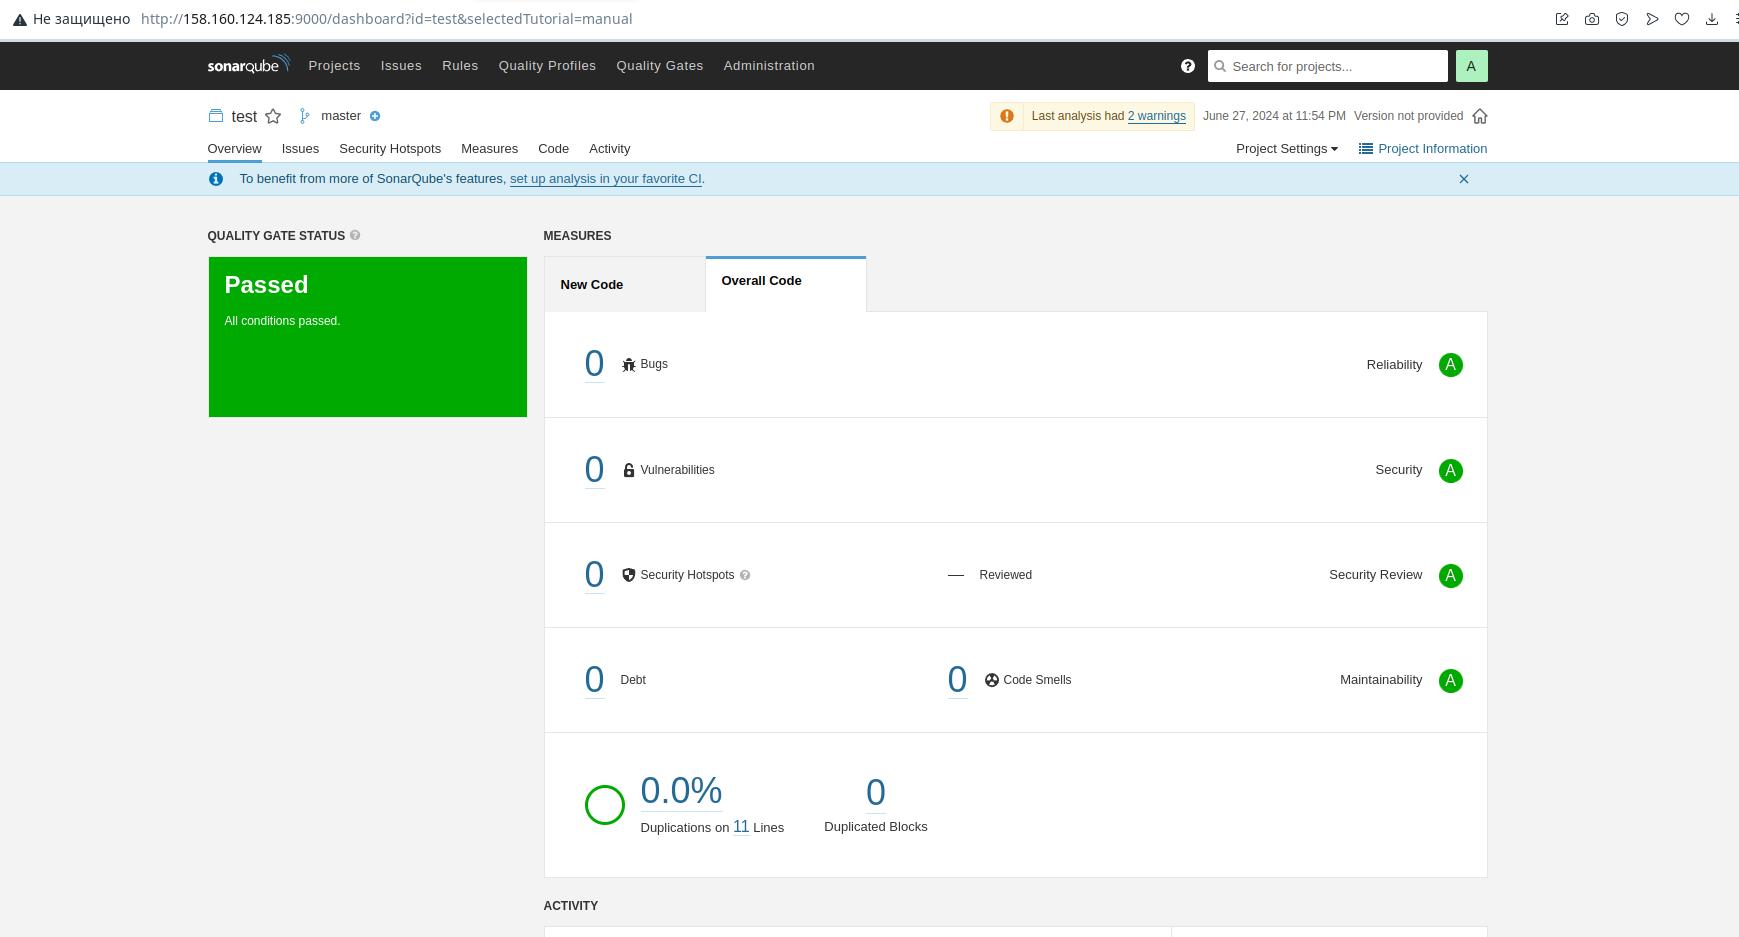 Не защищено http://158.160.124.185:9000/dashboard?id=test&selectedTutorial=manual
sonarqube Projects Issues Rules Quality Profiles Quality Gates Administration Search for projects... A
test master Last analysis had 2 warnings June 27, 2024 at 11:54 PM Version not provided
Overview Issues Security Hotspots Measures Code Activity Project Settings Project Information
To benefit from more of SonarQube's features, set up analysis in your favorite CI.
QUALITY GATE STATUS MEASURES
Passed
All conditions passed.
New Code Overall Code
0 Bugs Reliability A
0 Vulnerabilities Security A
0 Security Hotspots — Reviewed Security Review A
0 Debt 0 Code Smells Maintainability A
0.0% 0
Duplications on 11 Lines Duplicated Blocks
ACTIVITY